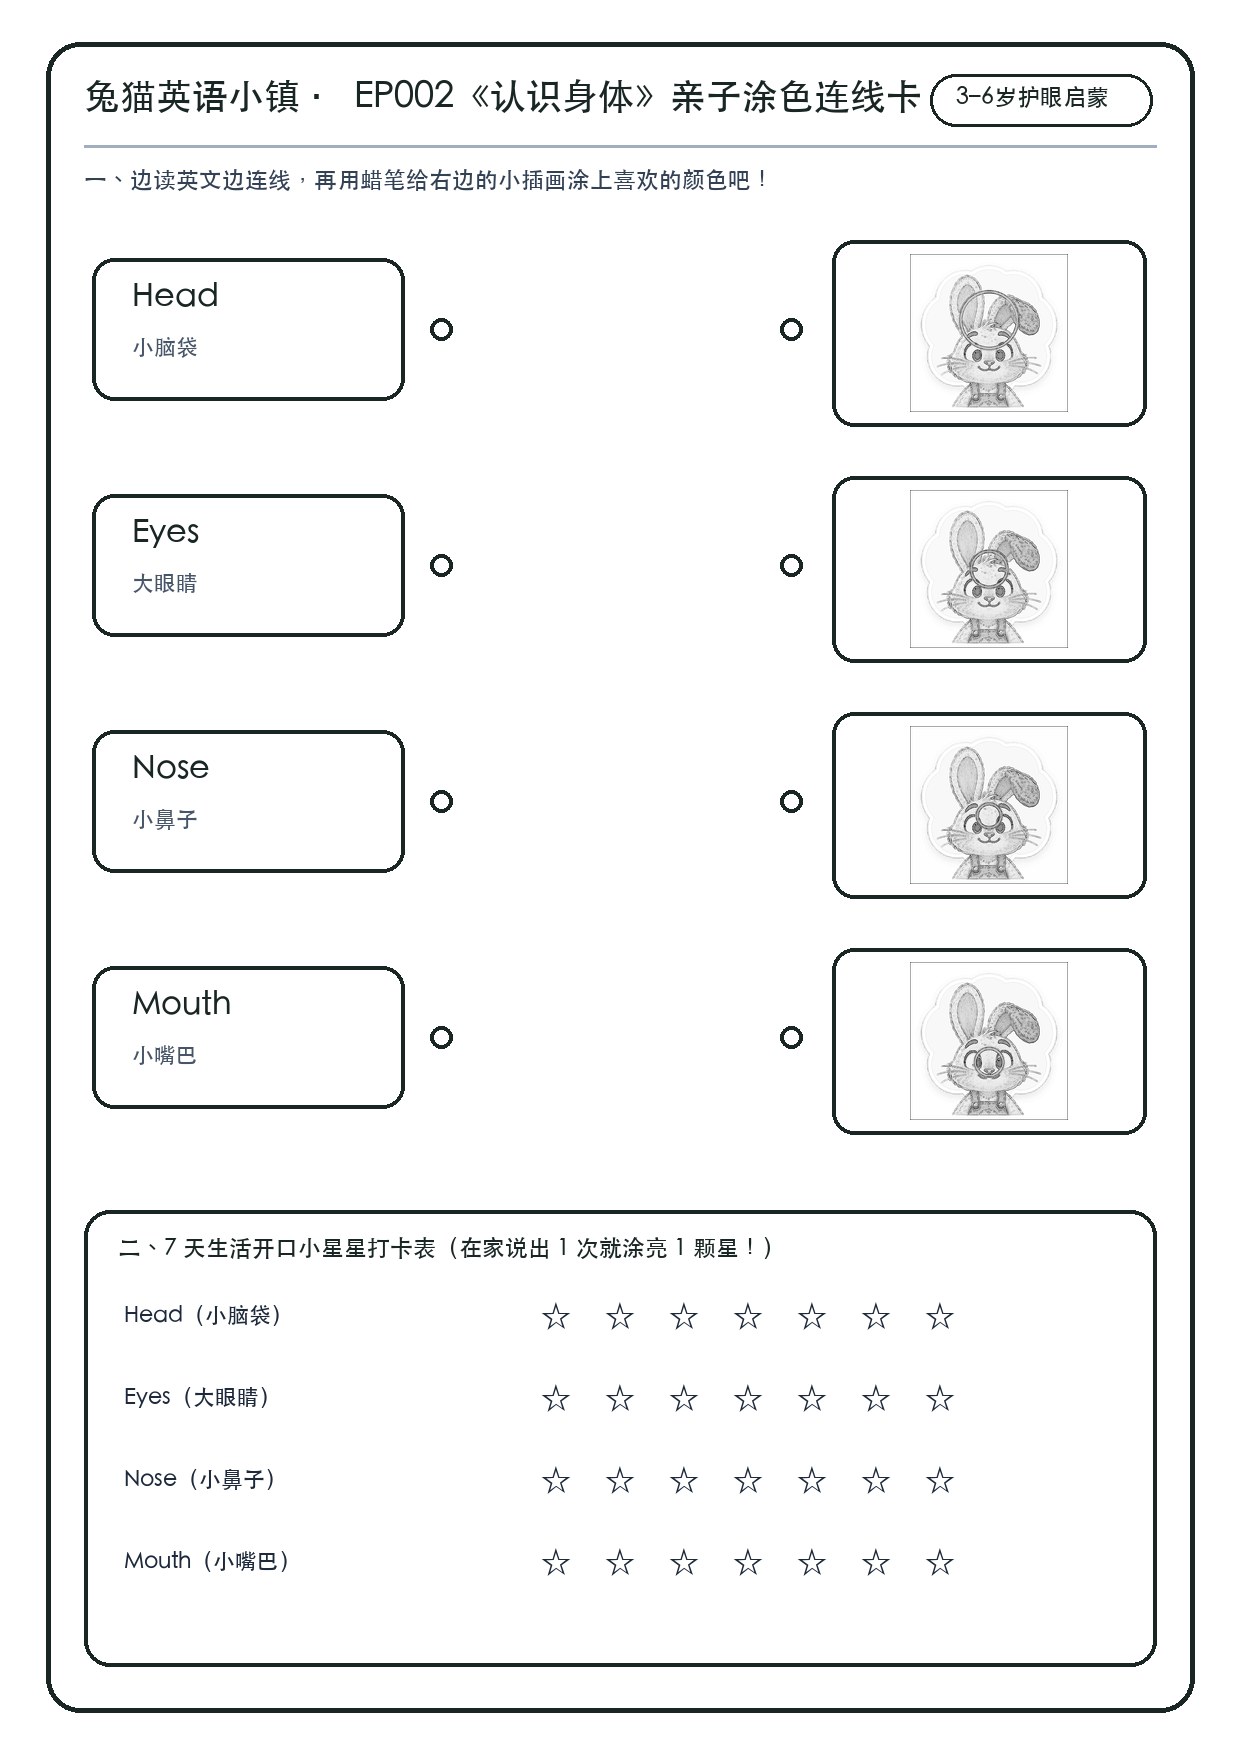 兔猫英语小镇 · EP002《认识身体》亲子涂色连线卡
3-6岁护眼启蒙
一、边读英文边连线，再用蜡笔给右边的小插画涂上喜欢的颜色吧！
Head
小脑袋
Eyes
大眼睛
Nose
小鼻子
Mouth
小嘴巴
二、7 天生活开口小星星打卡表（在家说出 1 次就涂亮 1 颗星！）
Head（小脑袋） ☆ ☆ ☆ ☆ ☆ ☆ ☆
Eyes（大眼睛） ☆ ☆ ☆ ☆ ☆ ☆ ☆
Nose（小鼻子） ☆ ☆ ☆ ☆ ☆ ☆ ☆
Mouth（小嘴巴） ☆ ☆ ☆ ☆ ☆ ☆ ☆